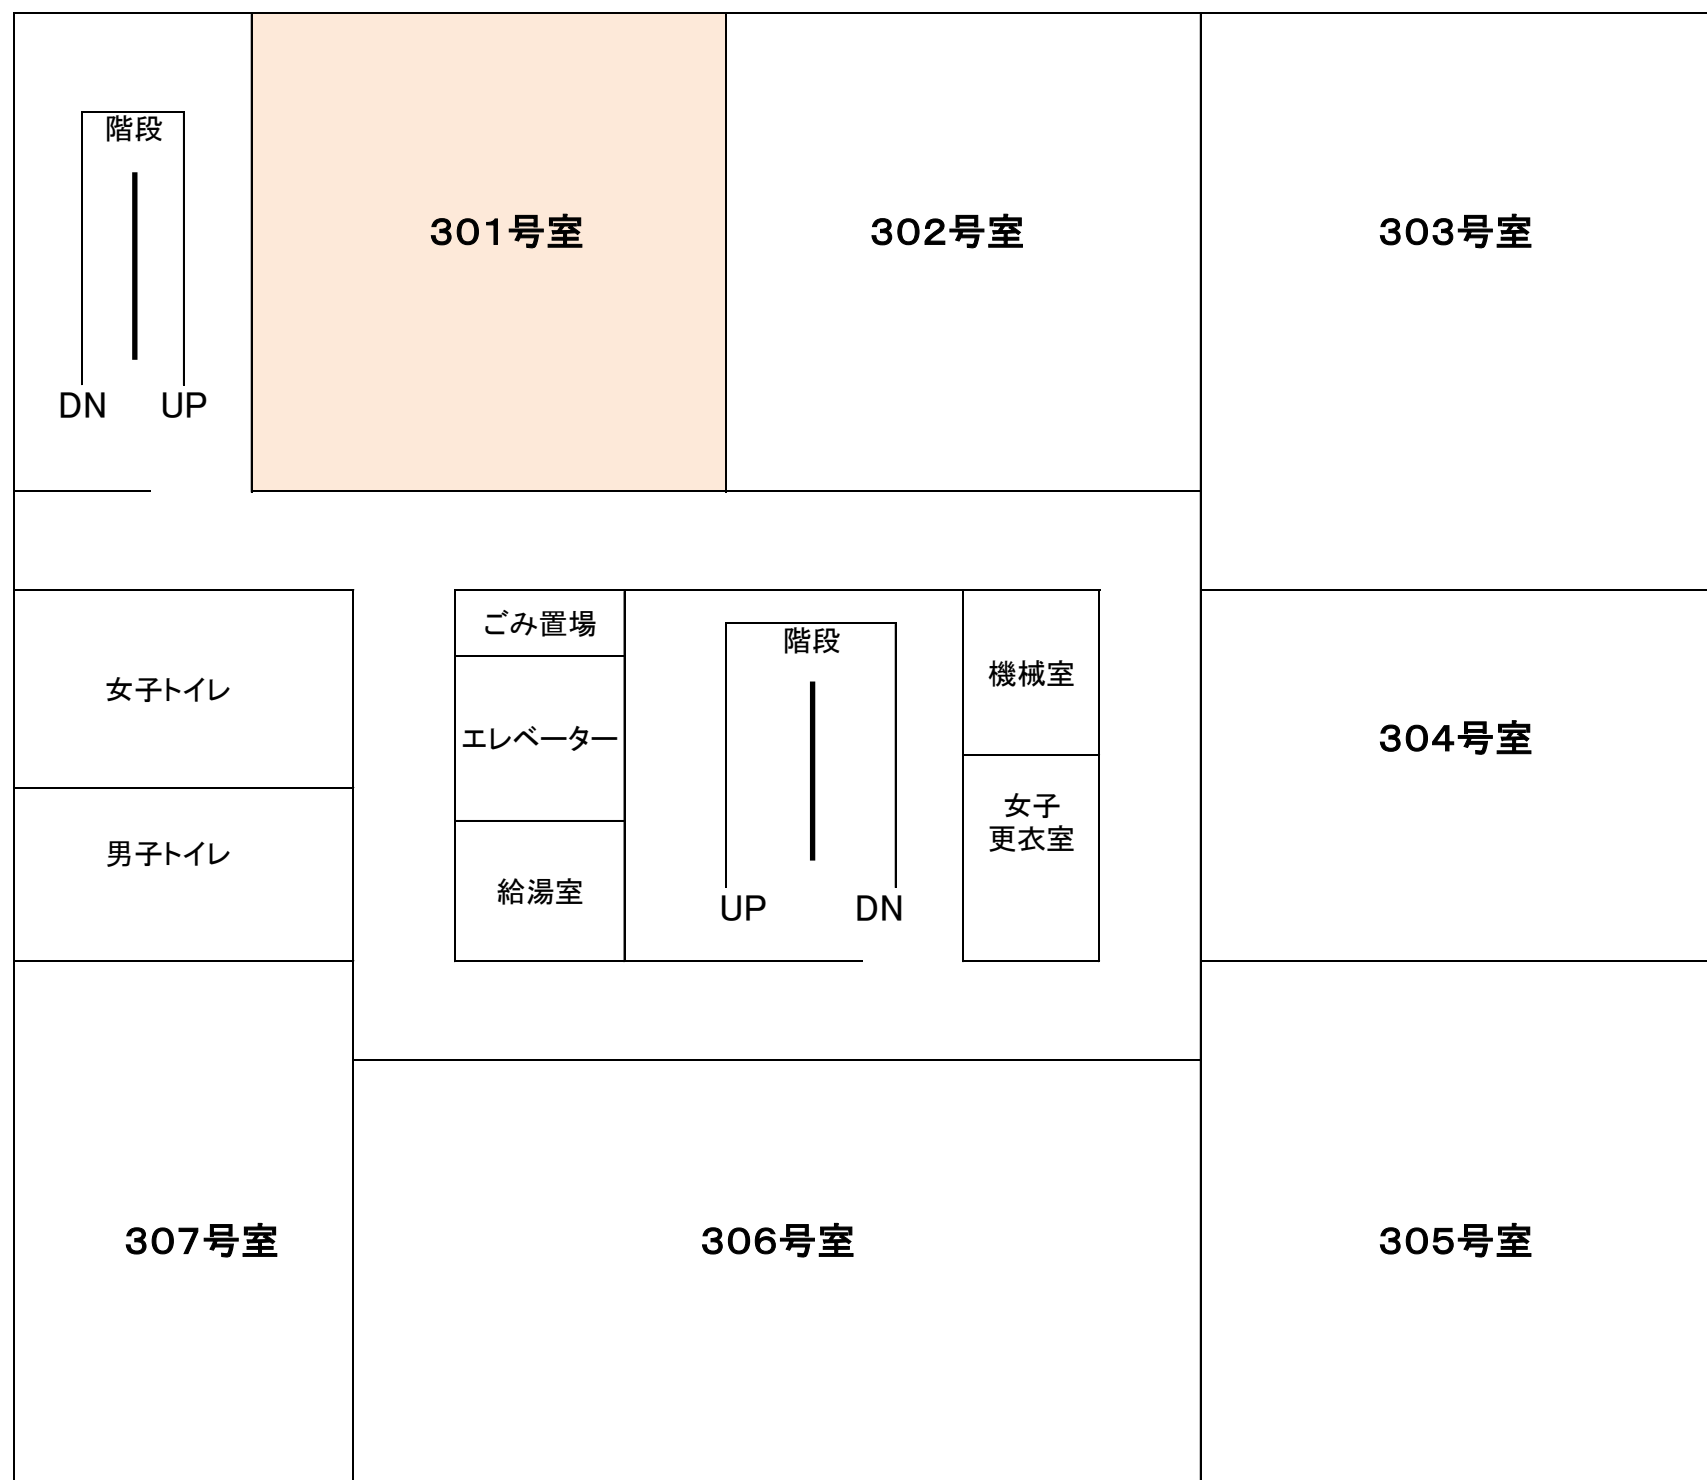 階段
301号室
302号室
303号室
DN
UP
ごみ置場
階段
機械室
女子トイレ
エレベーター
304号室
女子
更衣室
男子トイレ
給湯室
UP
DN
307号室
306号室
305号室